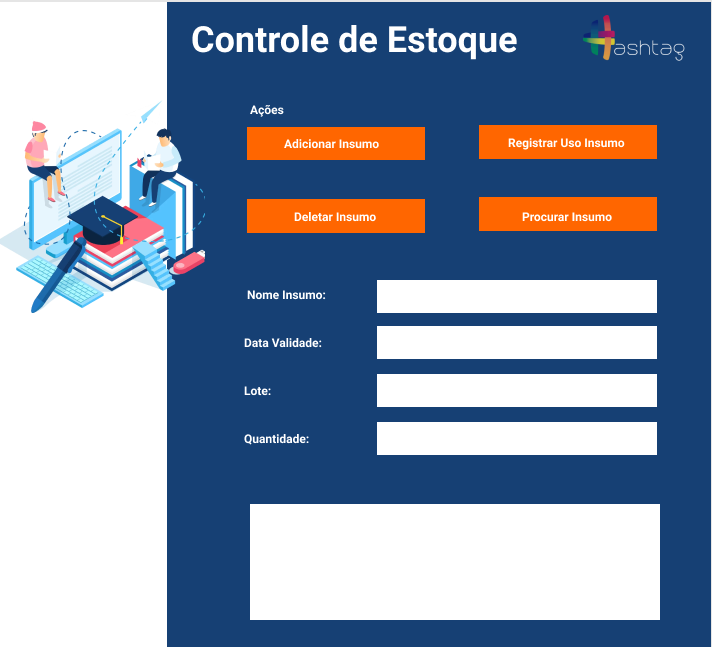 Controle de Estoque
ashtag
Ações
Adicionar Insumo
Registrar Uso Insumo
Deletar Insumo
Procurar Insumo
Nome Insumo:
Data Validade:
Lote:
Quantidade: